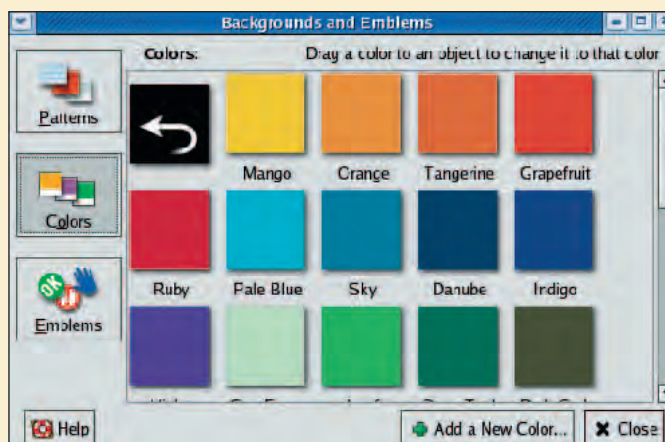 Backgrounds and Emblems
Colors: Drag a color to an object to change it to that color
Patterns
Colors
Emblems
Mango Orange Tangerine Grapefruit
Ruby Pale Blue Sky Danube Indigo
OK
Help
Add a New Color... Close